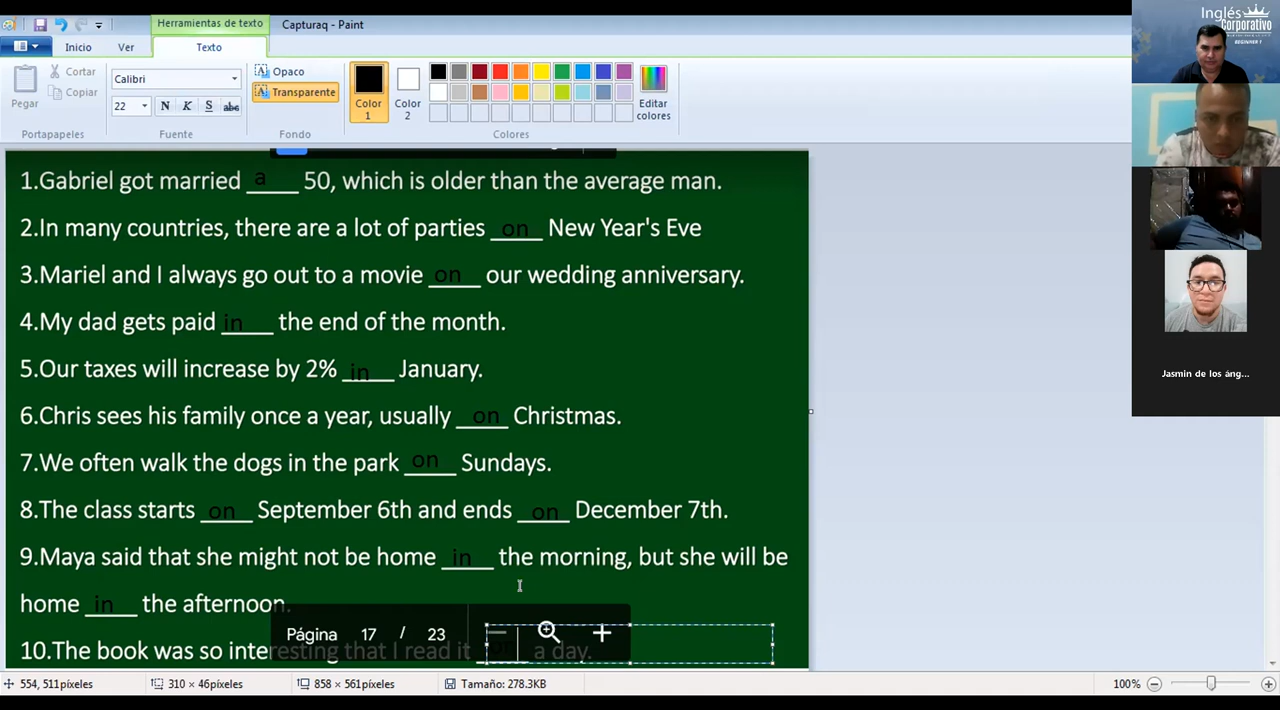 Herramientas de texto
Capturaq - Paint
Inicio
Ver
Texto
Pegar
Cortar
Copiar
Portapapeles
Calibri
22
N K S abc
Fuente
Opaco
Transparente
Fondo
Color 1
Color 2
Editar colores
Colores
1.Gabriel got married a 50, which is older than the average man.
2.In many countries, there are a lot of parties on New Year's Eve
3.Mariel and I always go out to a movie on our wedding anniversary.
4.My dad gets paid in the end of the month.
5.Our taxes will increase by 2% in January.
6.Chris sees his family once a year, usually on Christmas.
7.We often walk the dogs in the park on Sundays.
8.The class starts on September 6th and ends on December 7th.
9.Maya said that she might not be home in the morning, but she will be
home in the afternoon.
Página 17 / 23
10.The book was so interesting that I read it a day.
554, 511píxeles
310 × 46píxeles
858 × 561píxeles
Tamaño: 278.3KB
100%
Inglés
Corporativo
BEGINNER 1
Jasmin de los áng...